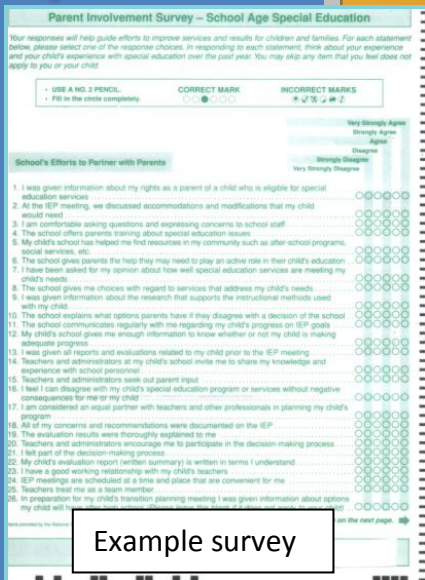 Parent Involvement Survey – School Age Special Education
Your responses will help guide efforts to improve services and results for children and families. For each statement
below, please select one of the response choices. In responding to each statement, think about your experience
and your child's experience with special education over the past year. You may skip any item that you feel does not
apply to you or your child.
• USE A NO. 2 PENCIL.
• Fill in the circle completely.
CORRECT MARK
INCORRECT MARKS
Very Strongly Agree
Strongly Agree
Agree
Disagree
Strongly Disagree
Very Strongly Disagree
School's Efforts to Partner with Parents
1. I was given information about my rights as a parent of a child who is eligible for special
education services
2. At the IEP meeting, we discussed accommodations and modifications that my child
would need
3. I am comfortable asking questions and expressing concerns to school staff
4. The school offers parents training about special education issues
5. My child's school has helped me find resources in my community such as after-school programs,
social services, etc.
6. The school gives parents the help they may need to play an active role in their child's education
7. I have been asked for my opinion about how well special education services are meeting my
child's needs
8. The school gives me choices with regard to services that address my child's needs
9. I was given information about the research that supports the instructional methods used
with my child
10. The school explains what options parents have if they disagree with a decision of the school
11. The school communicates regularly with me regarding my child's progress on IEP goals
12. My child's school gives me enough information to know whether or not my child is making
adequate progress
13. I was given all reports and evaluations related to my child prior to the IEP meeting
14. Teachers and administrators at my child's school invite me to share my knowledge and
experience with school personnel
15. Teachers and administrators seek out parent input
16. I feel I can disagree with my child's special education program or services without negative
consequences for me or my child
17. I am considered an equal partner with teachers and other professionals in planning my child's
program
18. All of my concerns and recommendations were documented on the IEP
19. The evaluation results were thoroughly explained to me
20. Teachers and administrators encourage me to participate in the decision-making process
21. I felt part of the decision-making process
22. My child's evaluation report (written summary) is written in terms I understand
23. I have a good working relationship with my child's teachers
24. IEP meetings are scheduled at a time and place that are convenient for me
25. Teachers treat me as a team member
26. In preparation for my child's transition planning meeting I was given information about options
my child will have after high school. (Please leave this blank if it does not apply to your child)
on the next page.
Items provided by the National
Example survey